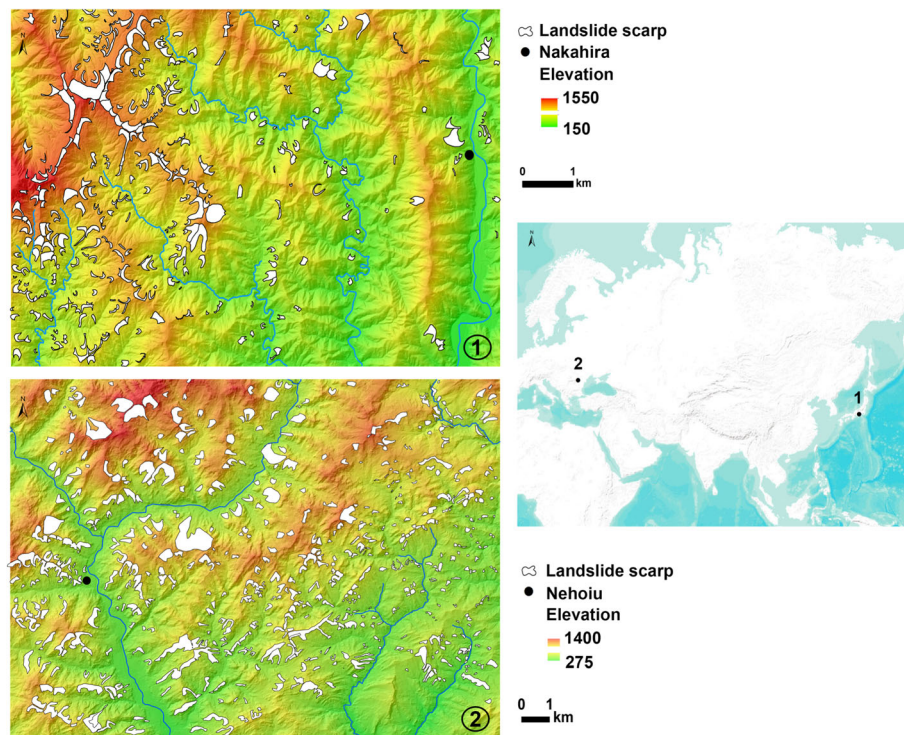 N
1
Landslide scarp
Nakahira
Elevation
1550
150
0 1
km
N
2
1
N
2
Landslide scarp
Nehoiu
Elevation
1400
275
0 1
km